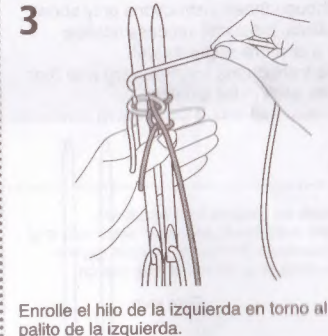 3
Enrolle el hilo de la izquierda en torno al
palito de la izquierda.